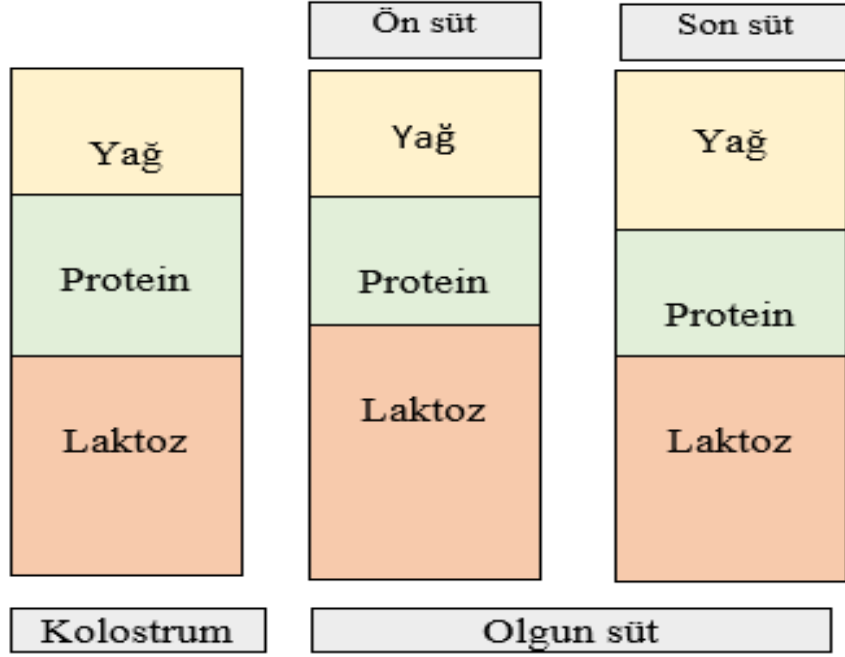 Ön süt
Son süt
Yağ
Protein
Laktoz
Yağ
Protein
Laktoz
Yağ
Protein
Laktoz
Kolostrum
Olgun süt